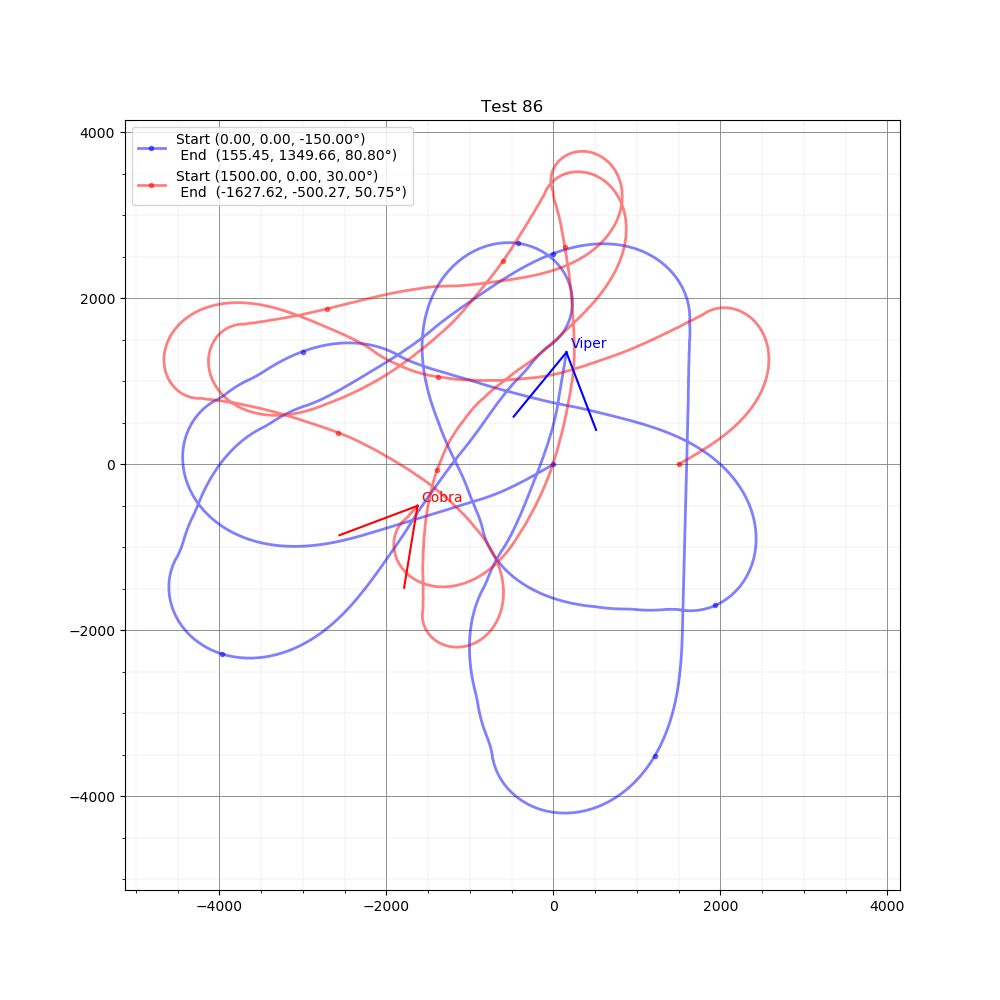 Test 86
Start (0.00, 0.00, -150.00°)
End (155.45, 1349.66, 80.80°)
Start (1500.00, 0.00, 30.00°)
End (-1627.62, -500.27, 50.75°)
4000
2000
0
−2000
−4000
Viper
Cobra
−4000
−2000
0
2000
4000